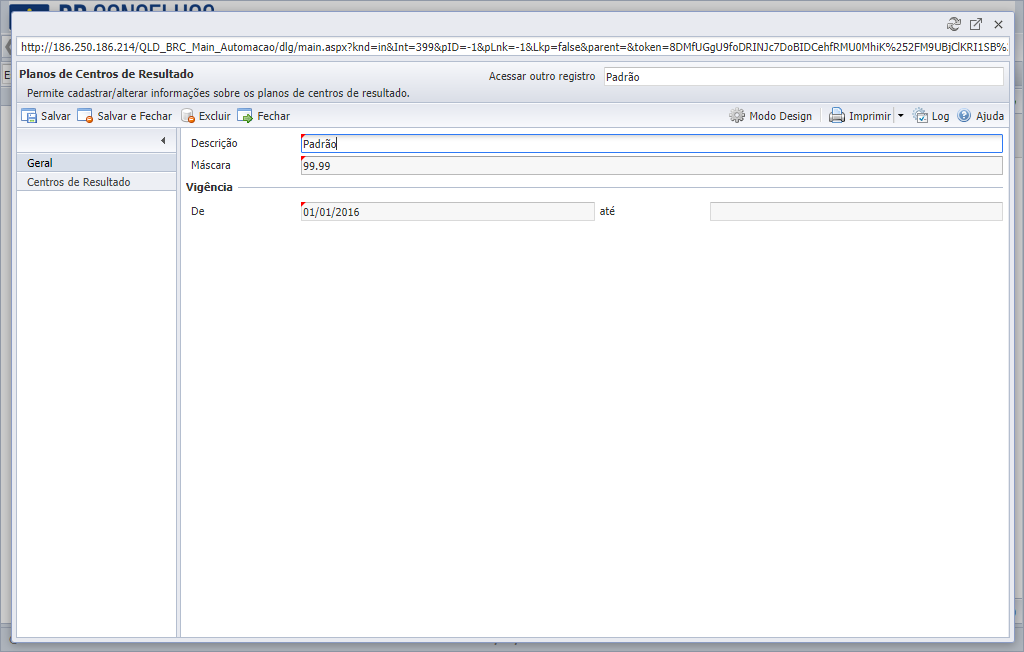 http://186.250.186.214/QLD_BRC_Main_Automacao/dlg/main.aspx?knd=in&Int=399&pID=-1&pLnk=-1&Lkp=false&parent=&token=8DMfUGgU9foDRINJc7DoBIDCehfRMU0MhiK%252FM9UBjClKRI1SB%
Planos de Centros de Resultado
Acessar outro registro Padrão
Permite cadastrar/alterar informações sobre os planos de centros de resultado.
Salvar Salvar e Fechar Excluir Fechar Modo Design Imprimir Log Ajuda
Descrição Padrão
Geral
Máscara 99.99
Centros de Resultado
Vigência
De 01/01/2016 até